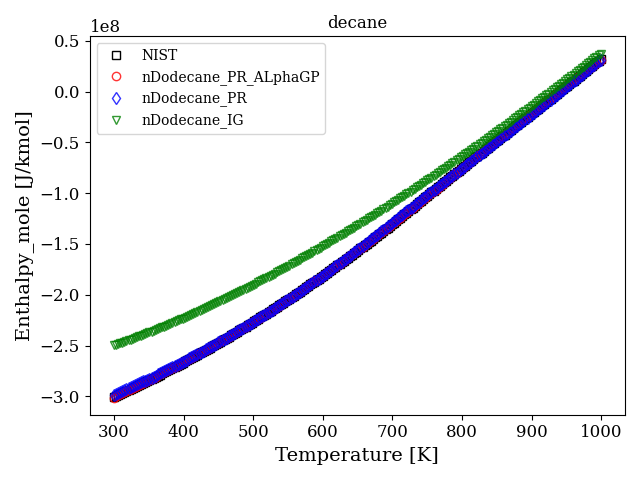 decane
1e8
NIST
nDodecane_PR_ALphaGP
nDodecane_PR
nDodecane_IG
0.5
0.0
−0.5
−1.0
−1.5
−2.0
−2.5
−3.0
Enthalpy_mole [J/kmol]
300 400 500 600 700 800 900 1000
Temperature [K]